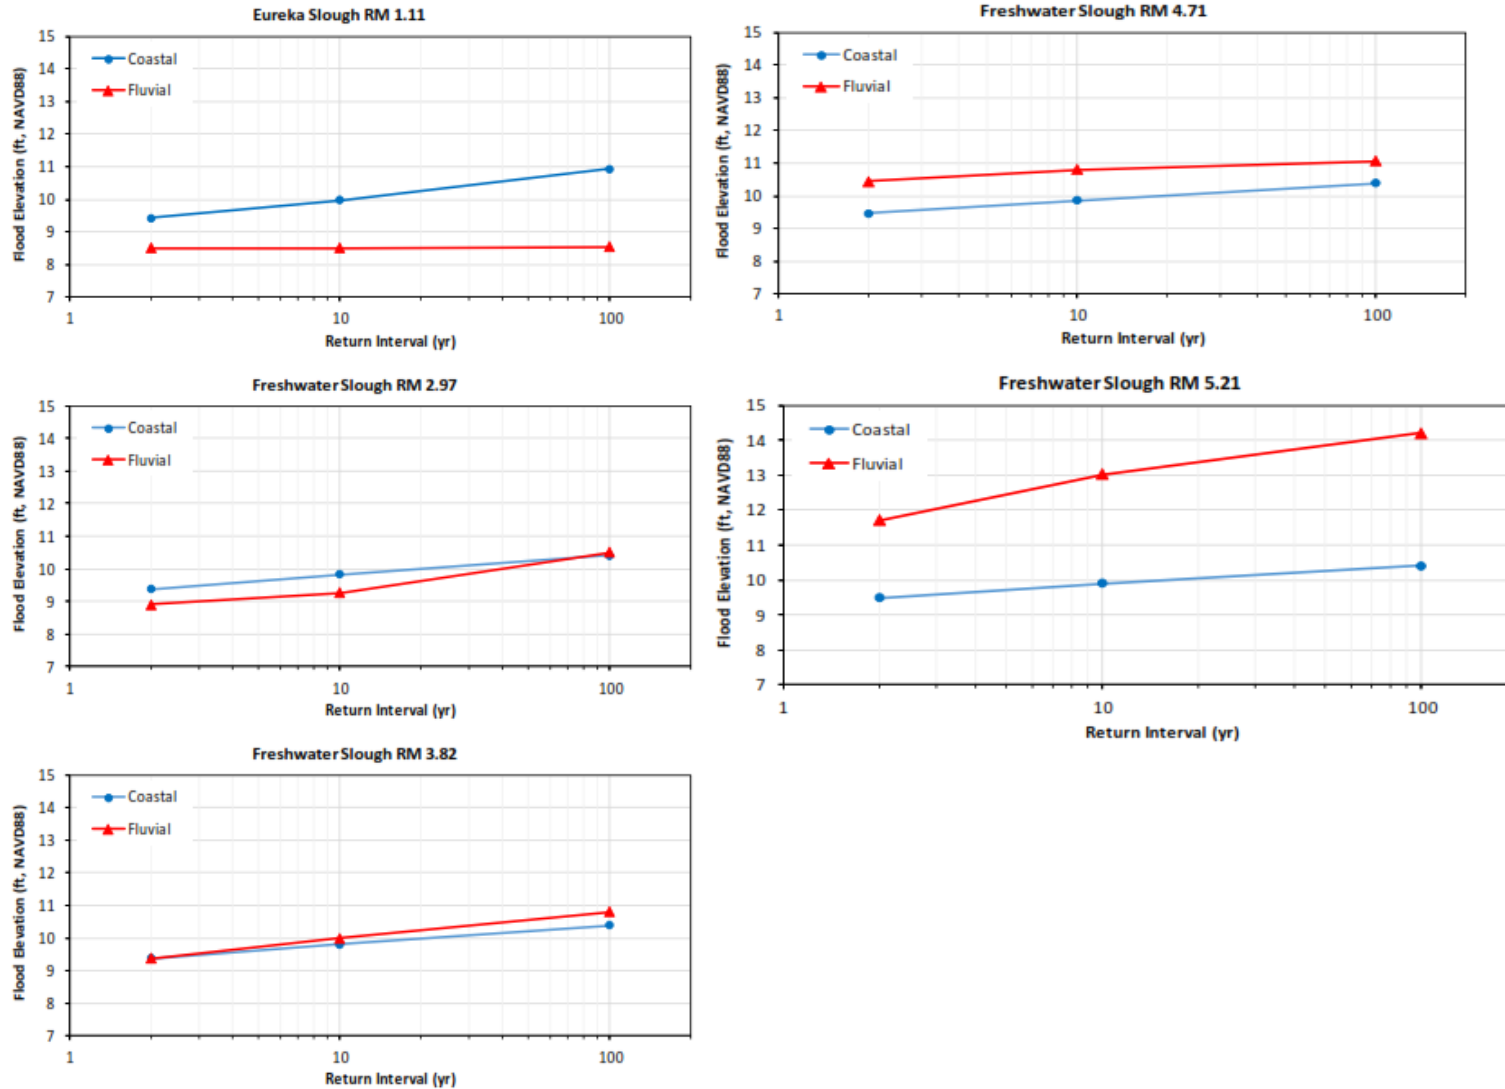 Eureka Slough RM 1.11
15
14
13
12
11
10
9
8
7
Flood Elevation (ft, NAVD88)
Coastal
Fluvial
1
10
100
Return Interval (yr)
Freshwater Slough RM 4.71
15
14
13
12
11
10
9
8
7
Flood Elevation (ft, NAVD88)
Coastal
Fluvial
1
10
100
Return Interval (yr)
Freshwater Slough RM 2.97
15
14
13
12
11
10
9
8
7
Flood Elevation (ft, NAVD88)
Coastal
Fluvial
1
10
100
Return Interval (yr)
Freshwater Slough RM 5.21
15
14
13
12
11
10
9
8
7
Flood Elevation (ft, NAVD88)
Coastal
Fluvial
1
10
100
Return Interval (yr)
Freshwater Slough RM 3.82
15
14
13
12
11
10
9
8
7
Flood Elevation (ft, NAVD88)
Coastal
Fluvial
1
10
100
Return Interval (yr)